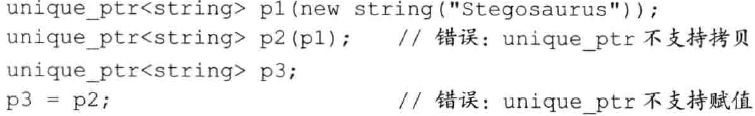 unique_ptr<string> p1(new string("Stegosaurus"));
unique_ptr<string> p2(p1);    // 错误：unique_ptr 不支持拷贝
unique_ptr<string> p3;
p3 = p2;    // 错误：unique_ptr 不支持赋值